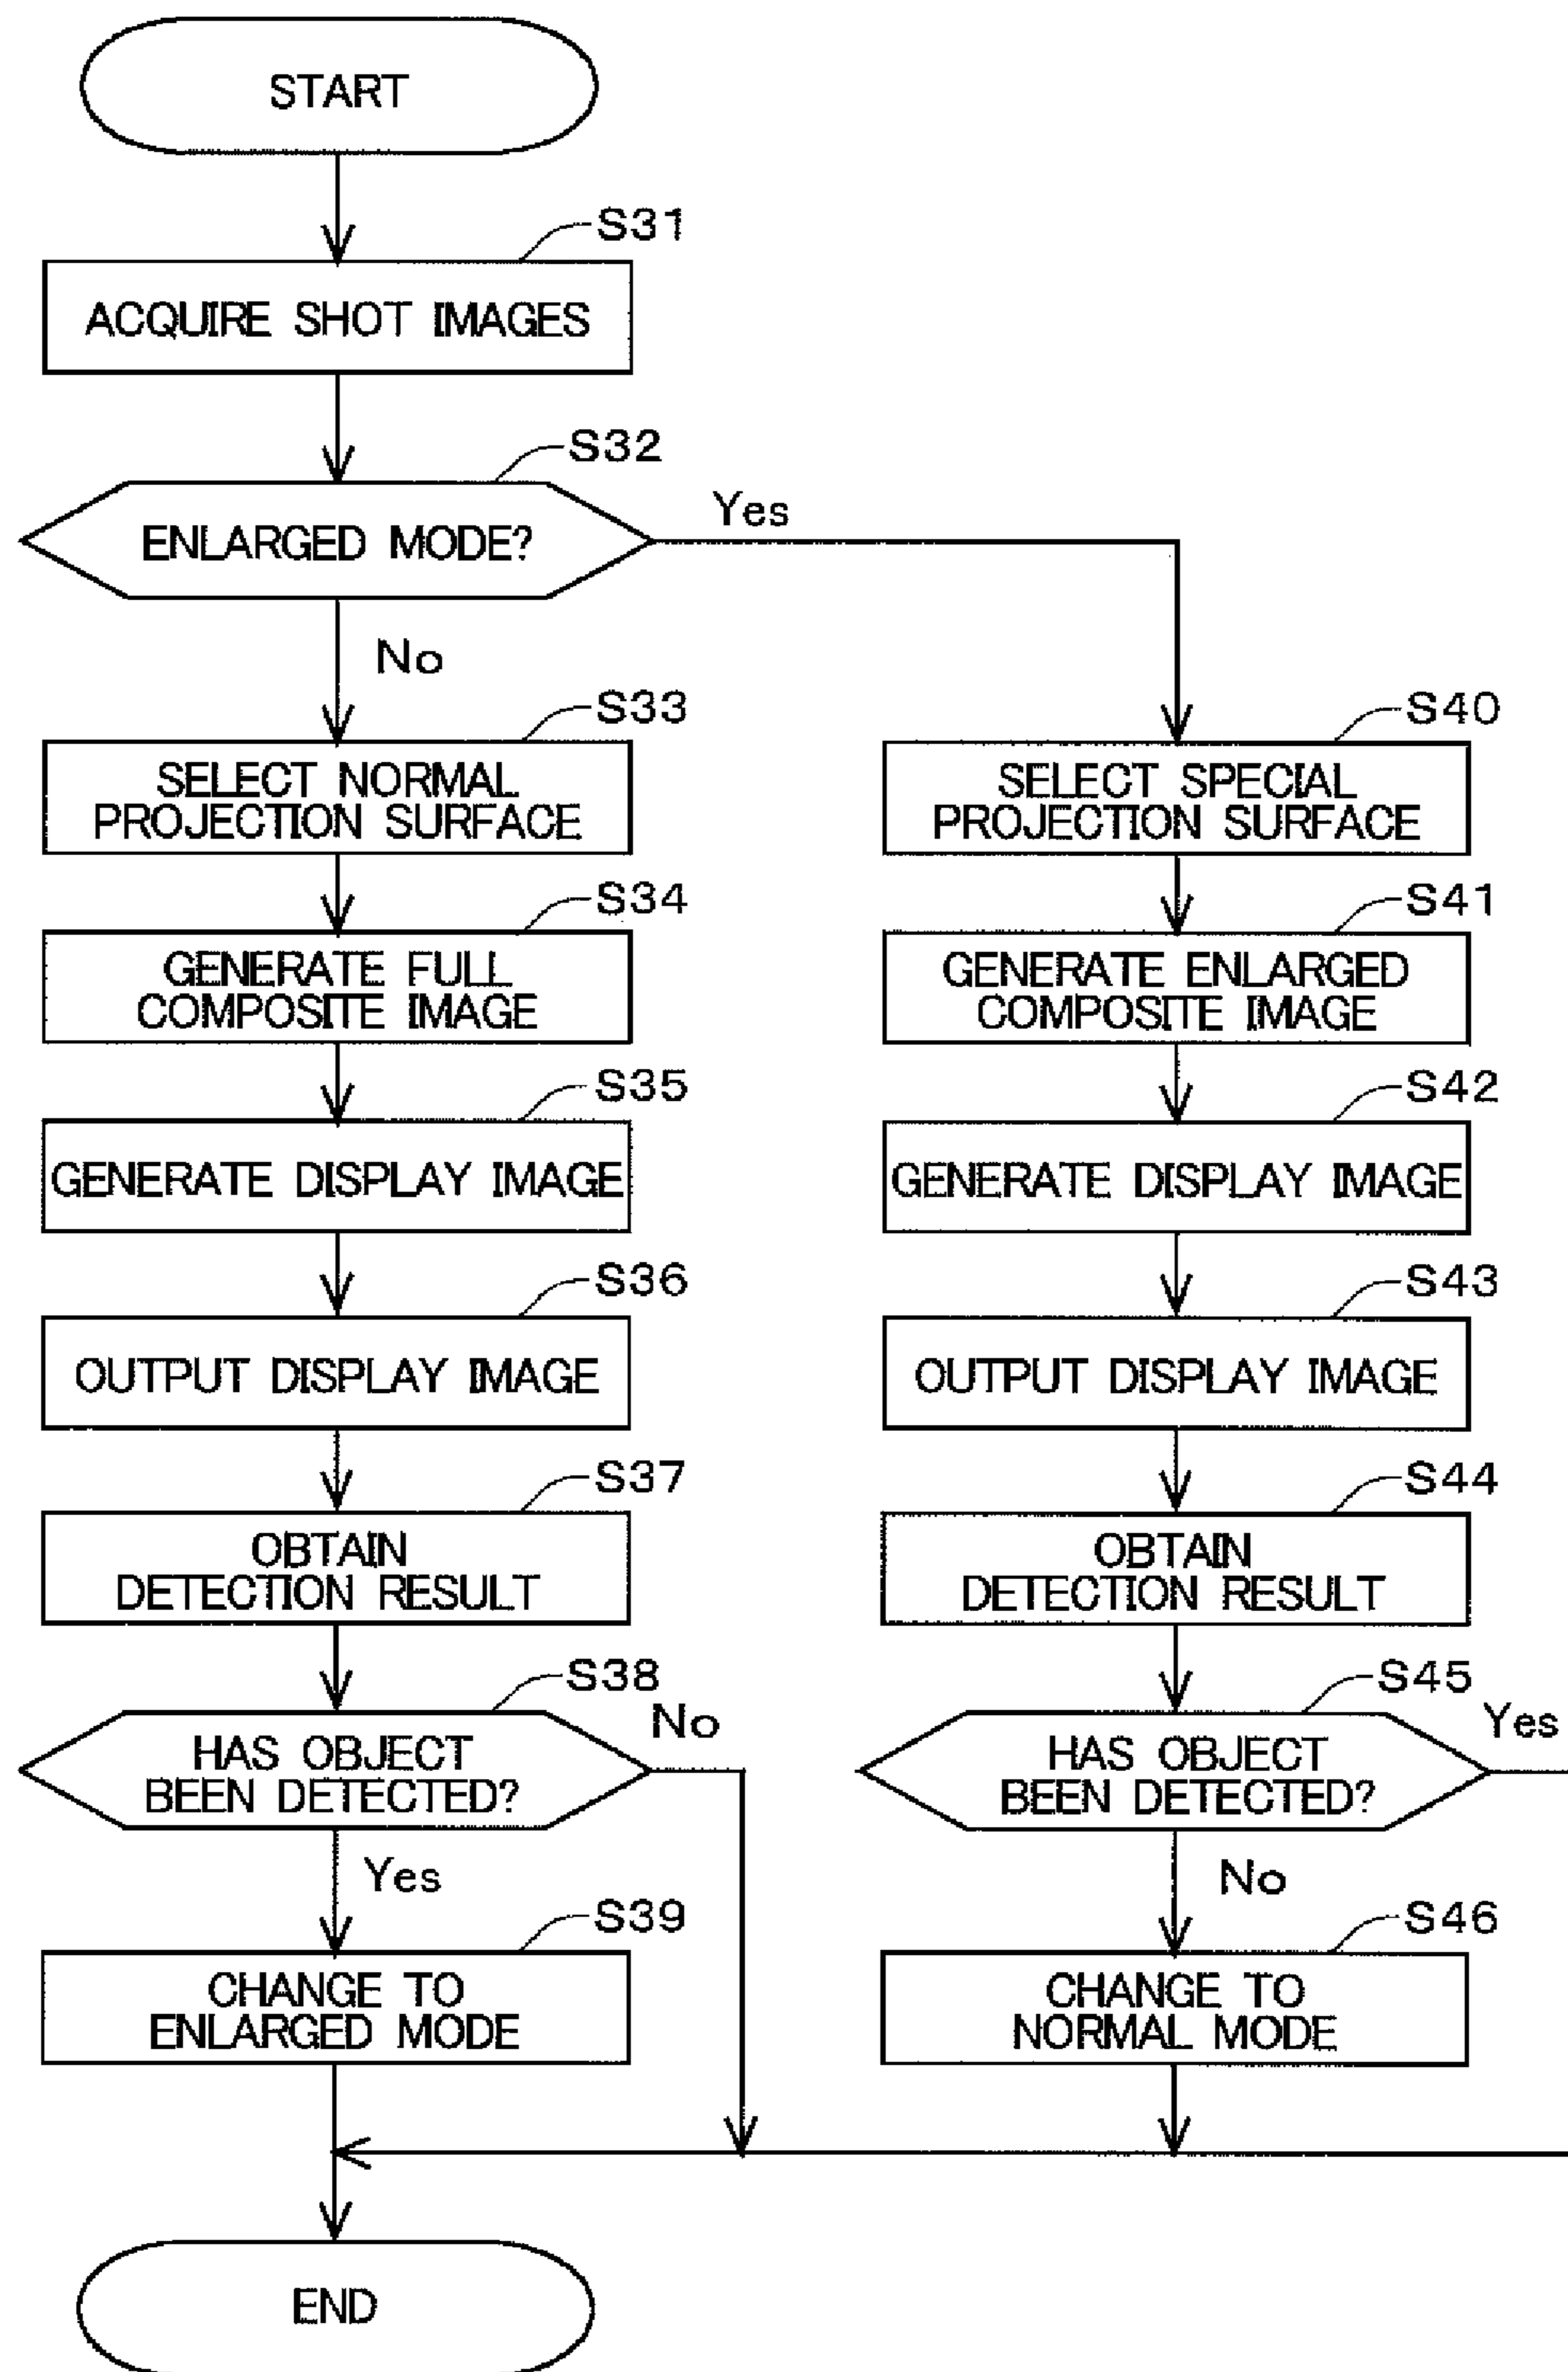 START
S31
ACQUIRE SHOT IMAGES
S32
ENLARGED MODE?
Yes
No
S33
SELECT NORMAL
PROJECTION SURFACE
S34
GENERATE FULL
COMPOSITE IMAGE
S35
GENERATE DISPLAY IMAGE
S36
OUTPUT DISPLAY IMAGE
S37
OBTAIN
DETECTION RESULT
S38
HAS OBJECT
BEEN DETECTED?
No
Yes
S39
CHANGE TO
ENLARGED MODE
S40
SELECT SPECIAL
PROJECTION SURFACE
S41
GENERATE ENLARGED
COMPOSITE IMAGE
S42
GENERATE DISPLAY IMAGE
S43
OUTPUT DISPLAY IMAGE
S44
OBTAIN
DETECTION RESULT
S45
HAS OBJECT
BEEN DETECTED?
Yes
No
S46
CHANGE TO
NORMAL MODE
END